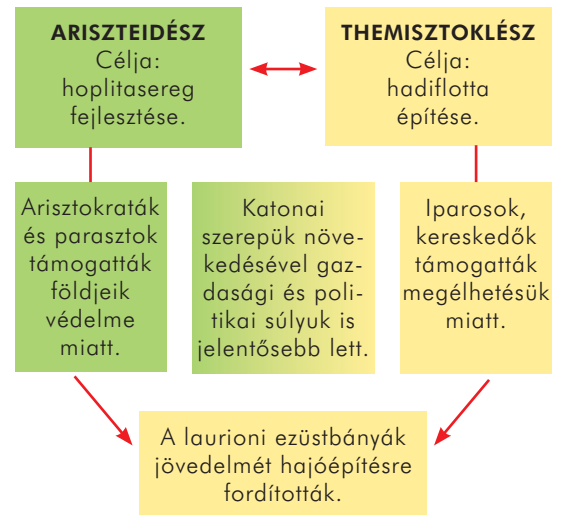 ARISZTEIDÉSZ
Célja:
hoplitasereg
fejlesztése.
THEMISZTOKLÉSZ
Célja:
hadiflotta
építése.
Arisztokraták
és parasztok
támogatták
földjeik
védelme
miatt.
Katonai
szerepük növe-
kedésével gaz-
dasági és poli-
tikai súlyuk is
jelentősebb lett.
Iparosok,
kereskedők
támogatták
megélhetésük
miatt.
A laurioni ezüstbányák
jövedelmét hajóépítésre
fordították.